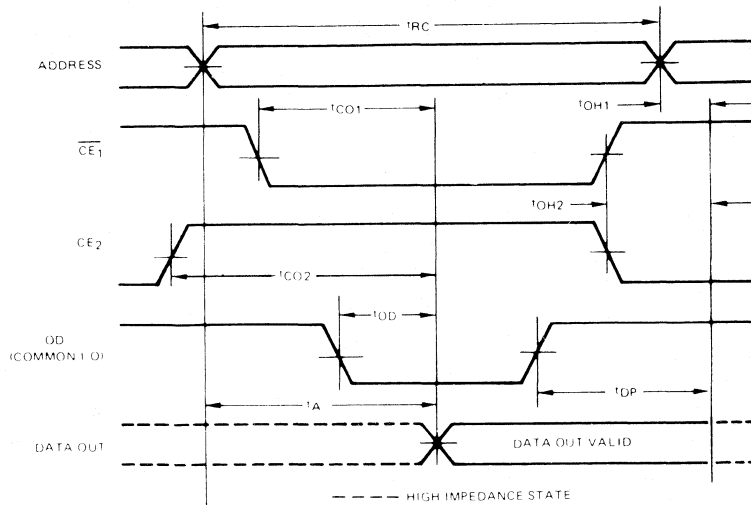 tRC
ADDRESS
tCO1
tOH1
CE1
tOH2
CE2
tCO2
tOD
OD
(COMMON I O)
tDP
tA
DATA OUT
DATA OUT VALID
HIGH IMPEDANCE STATE